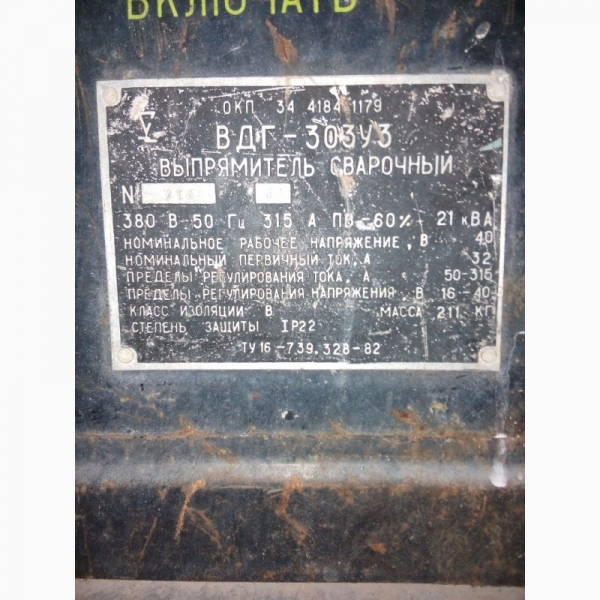 ВКЛЮЧАТЬ
ОКП 34 4184 1179
ВДГ-303У3
ВЫПРЯМИТЕЛЬ СВАРОЧНЫЙ
N
380 В 50 Гц 315 А ПВ-60% 21 кВА
НОМИНАЛЬНОЕ РАБОЧЕЕ НАПРЯЖЕНИЕ, В 40
НОМИНАЛЬНЫЙ ПЕРВИЧНЫЙ ТОК, А 32
ПРЕДЕЛЫ РЕГУЛИРОВАНИЯ ТОКА, А 50-315
ПРЕДЕЛЫ РЕГУЛИРОВАНИЯ НАПРЯЖЕНИЯ, В 16-40
КЛАСС ИЗОЛЯЦИИ В МАССА 211 КГ
СТЕПЕНЬ ЗАЩИТЫ IP22
ТУ16-739.328-82